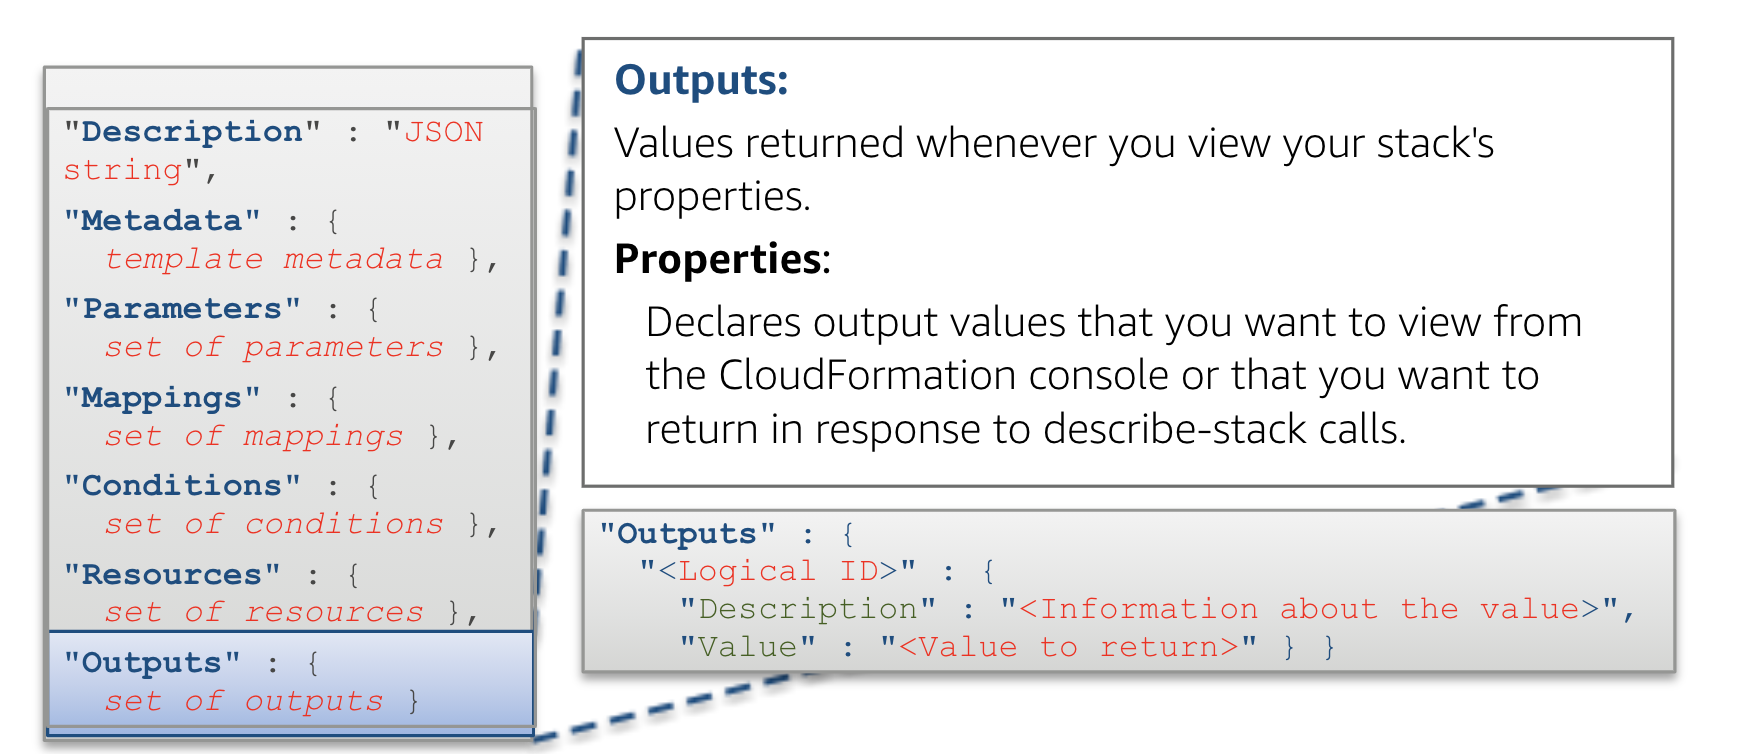 "Description" : "JSON
string",
"Metadata" : {
template metadata },
"Parameters" : {
set of parameters },
"Mappings" : {
set of mappings },
"Conditions" : {
set of conditions },
"Resources" : {
set of resources },
"Outputs" : {
set of outputs }
Outputs:
Values returned whenever you view your stack's
properties.
Properties:
Declares output values that you want to view from
the CloudFormation console or that you want to
return in response to describe-stack calls.
"Outputs" : {
"<Logical ID>" : {
"Description" : "<Information about the value>",
"Value" : "<Value to return>" } }